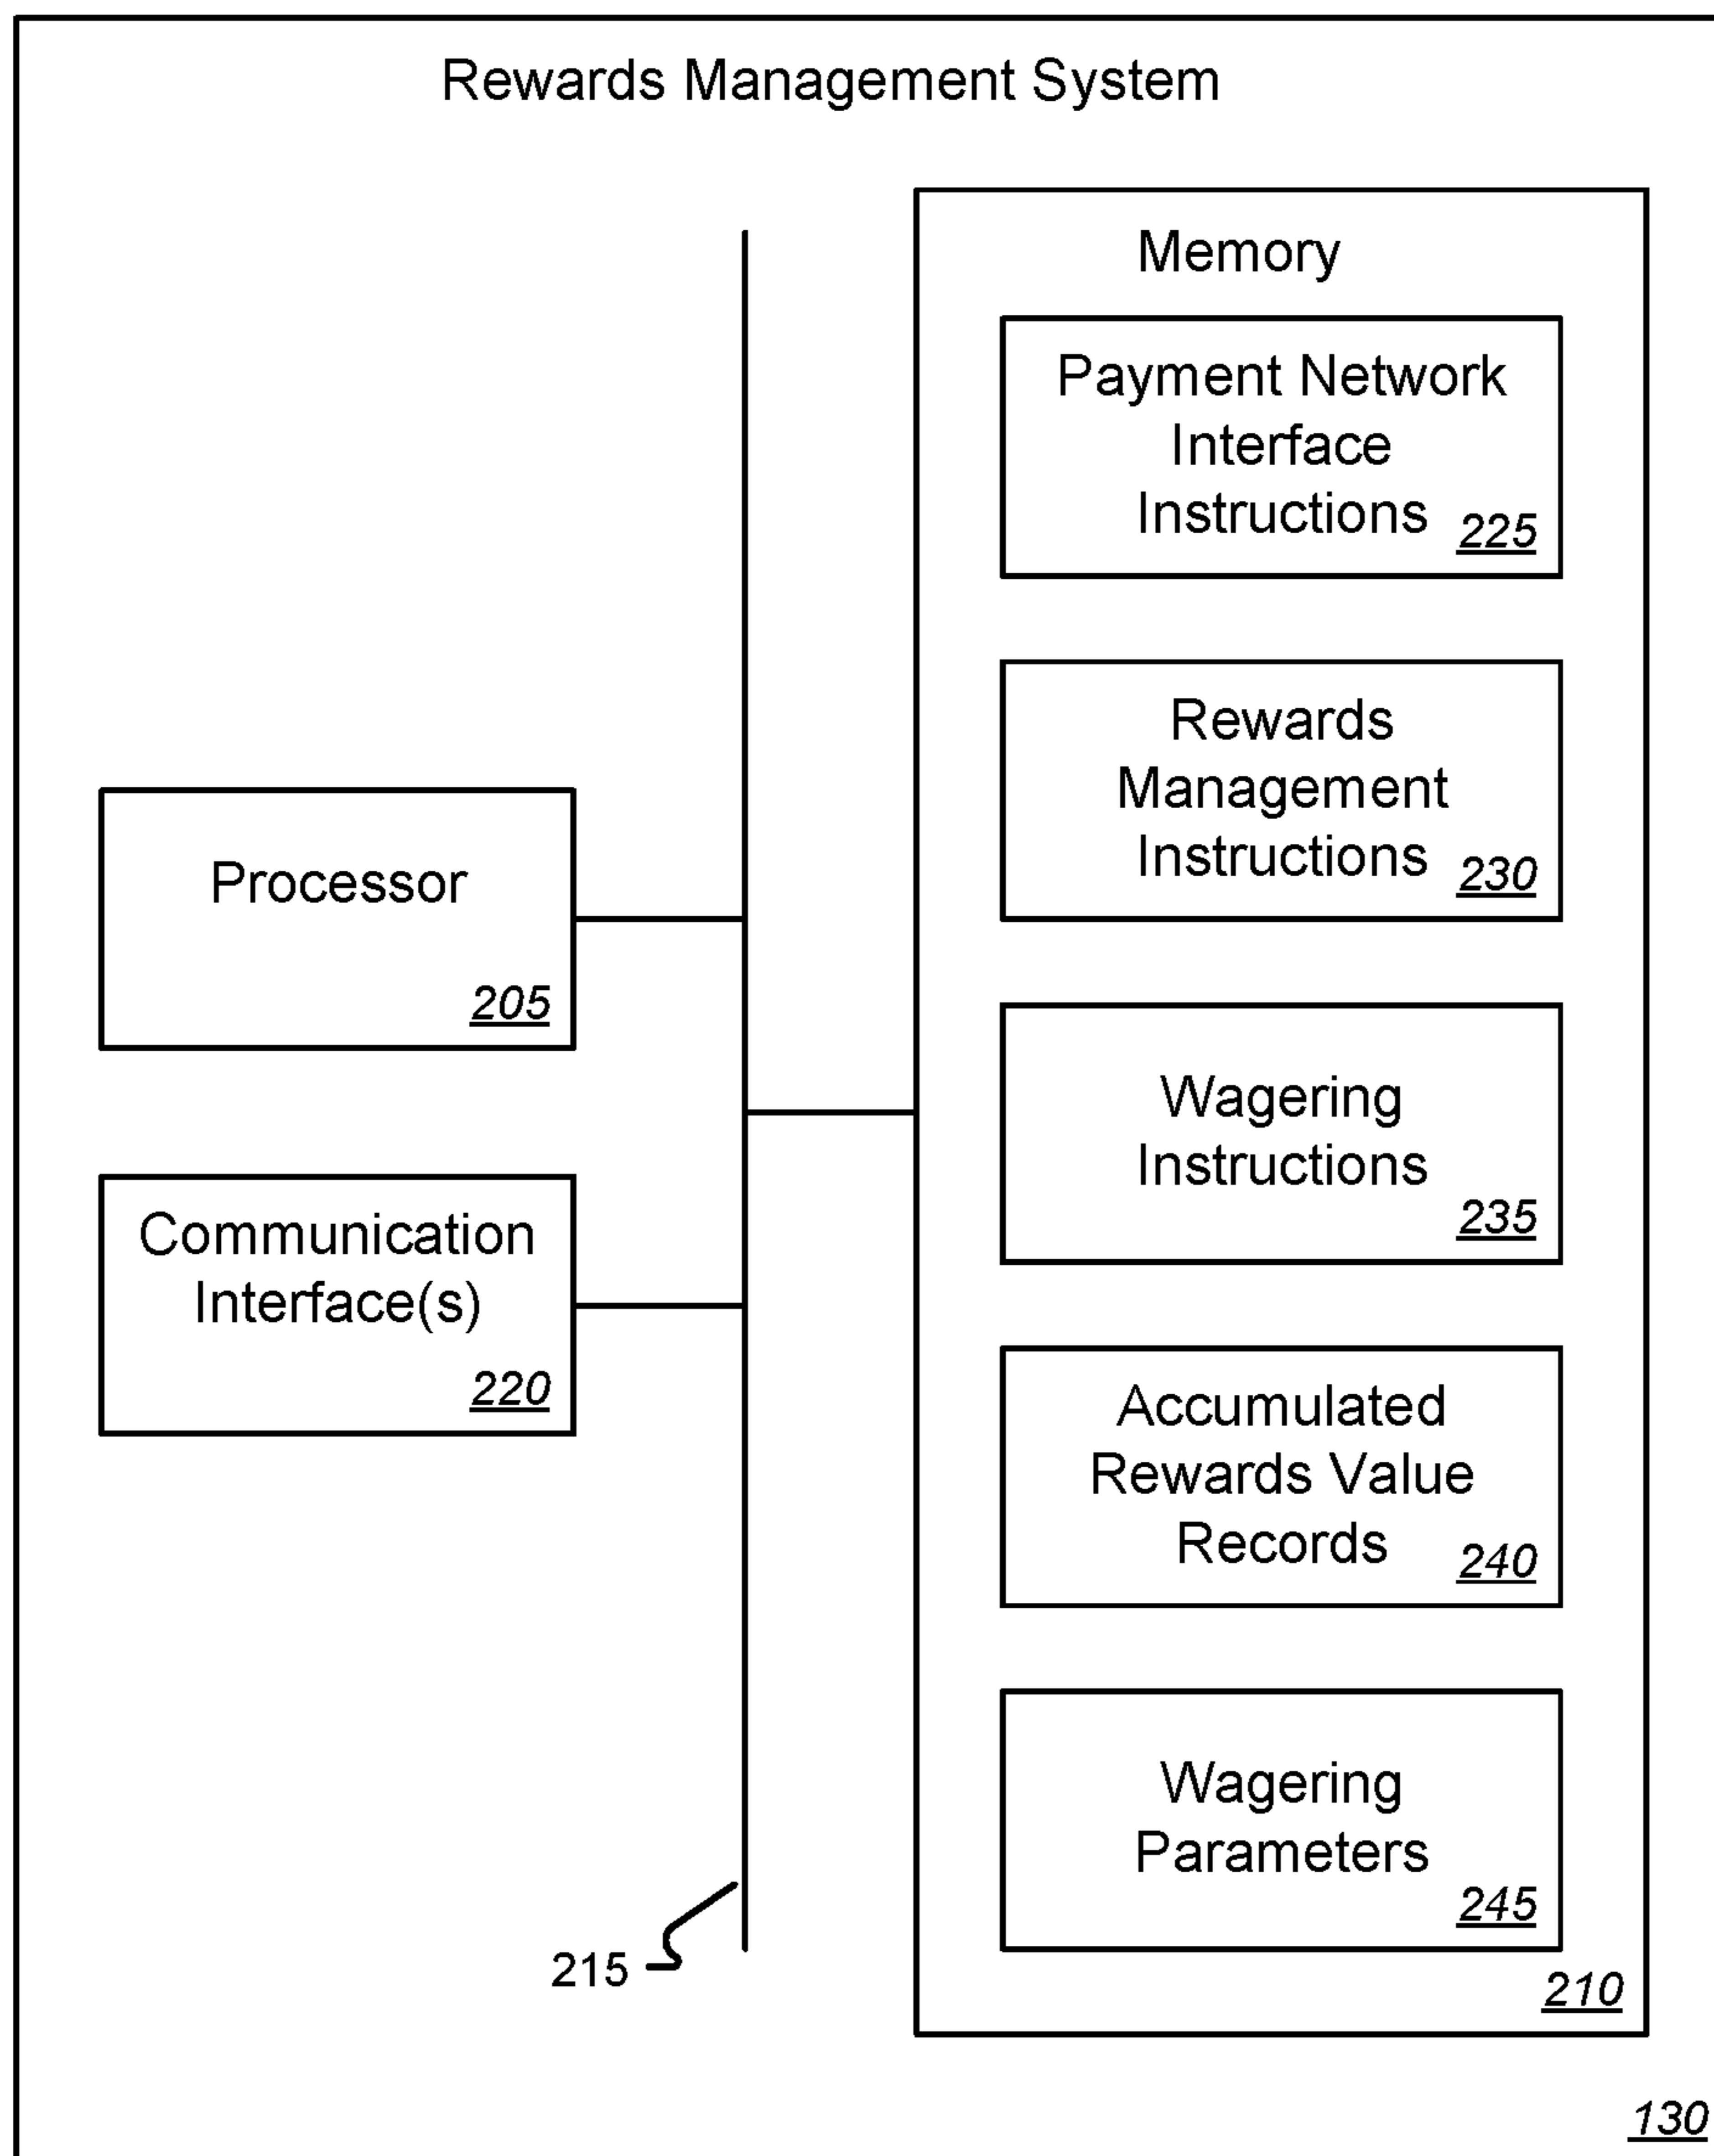 Rewards Management System
Processor
205
Communication
Interface(s)
220
215
Memory
Payment Network
Interface
Instructions 225
Rewards
Management
Instructions 230
Wagering
Instructions
235
Accumulated
Rewards Value
Records 240
Wagering
Parameters
245
210
130